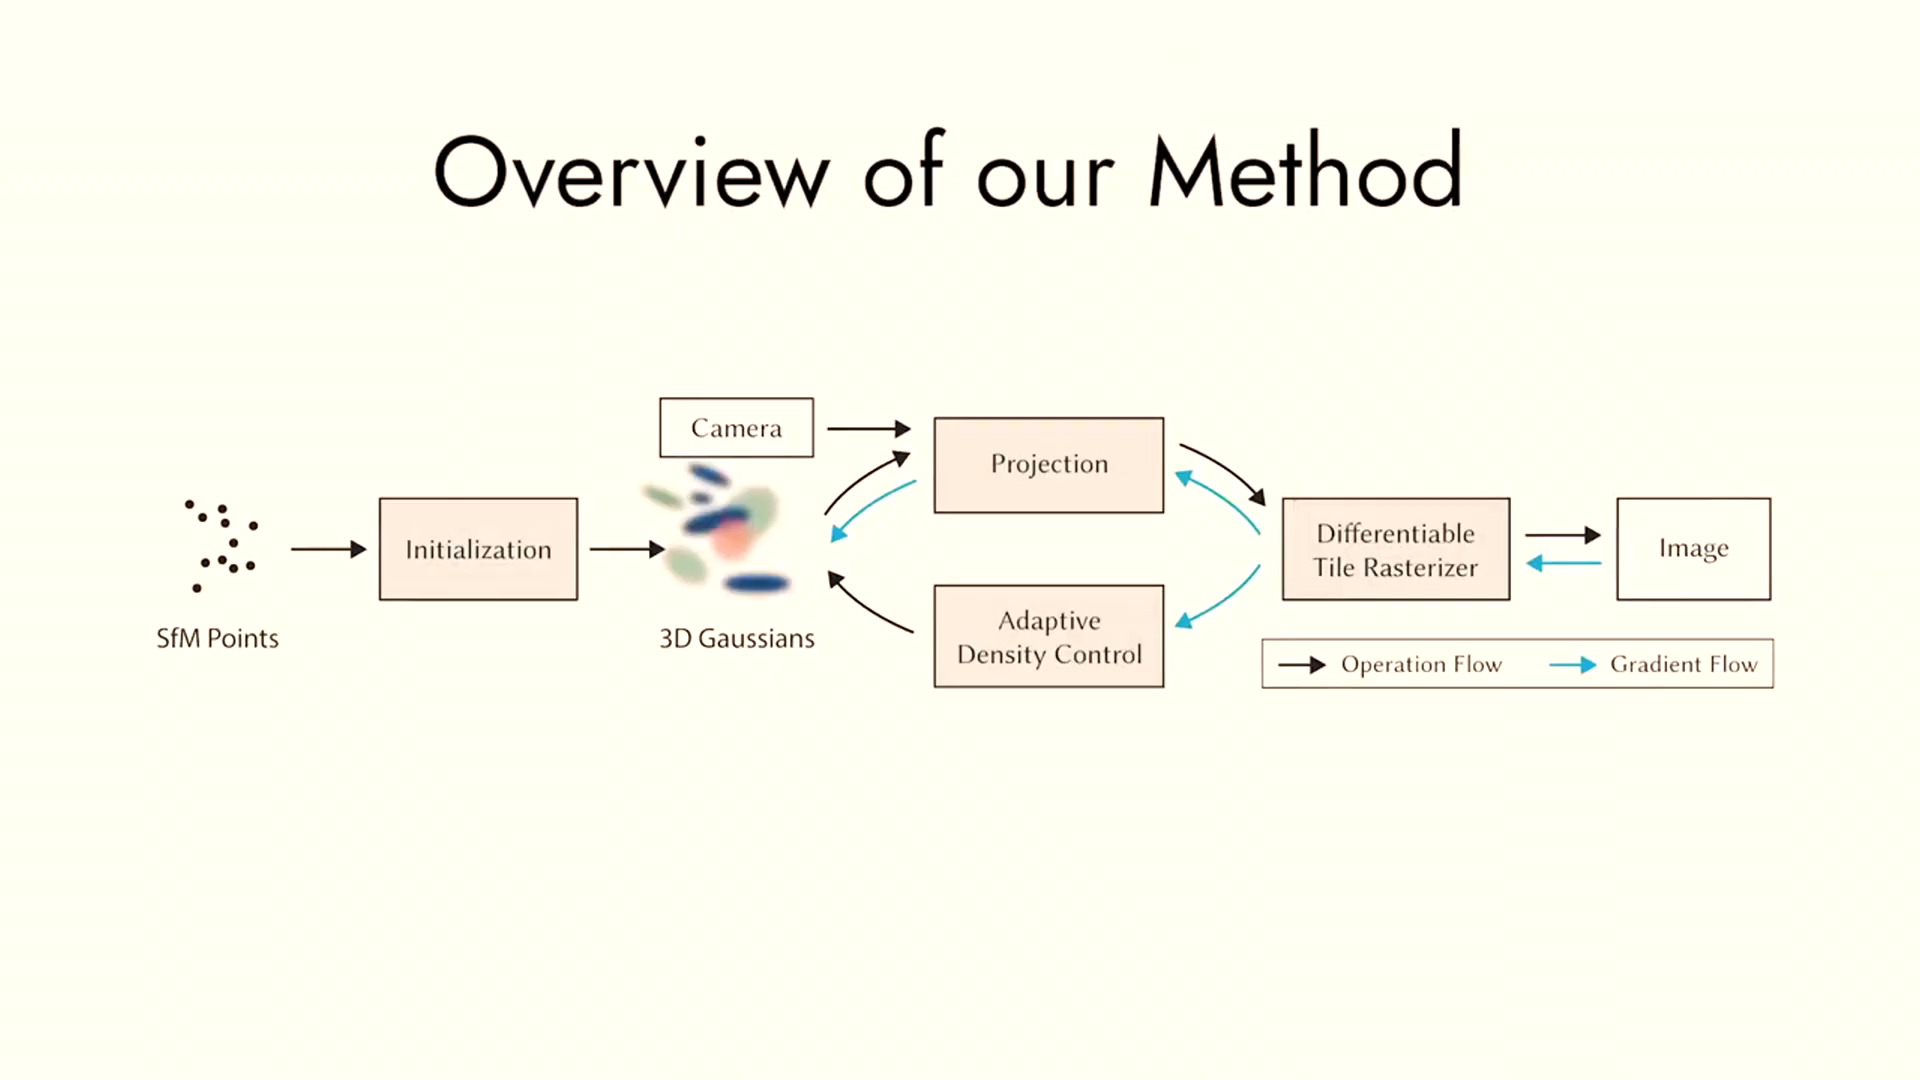 Overview of our Method
Camera
Projection
Initialization
Differentiable
Tile Rasterizer
Image
Adaptive
Density Control
SfM Points
3D Gaussians
Operation Flow
Gradient Flow